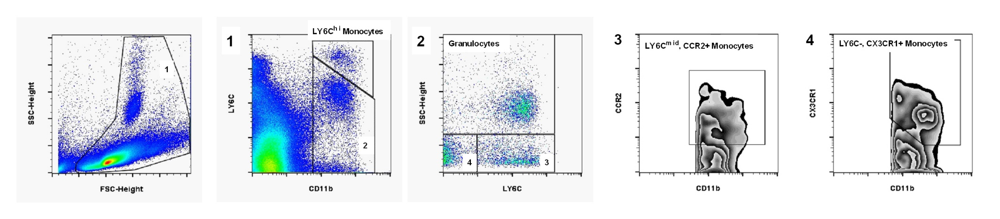 SSC-Height
1
FSC-Height
1
LY6Chi Monocytes
LY6C
2
CD11b
2
Granulocytes
SSC-Height
4
3
LY6C
3
LY6Cmid, CCR2+ Monocytes
CCR2
CD11b
4
LY6C-, CX3CR1+ Monocytes
CX3CR1
CD11b